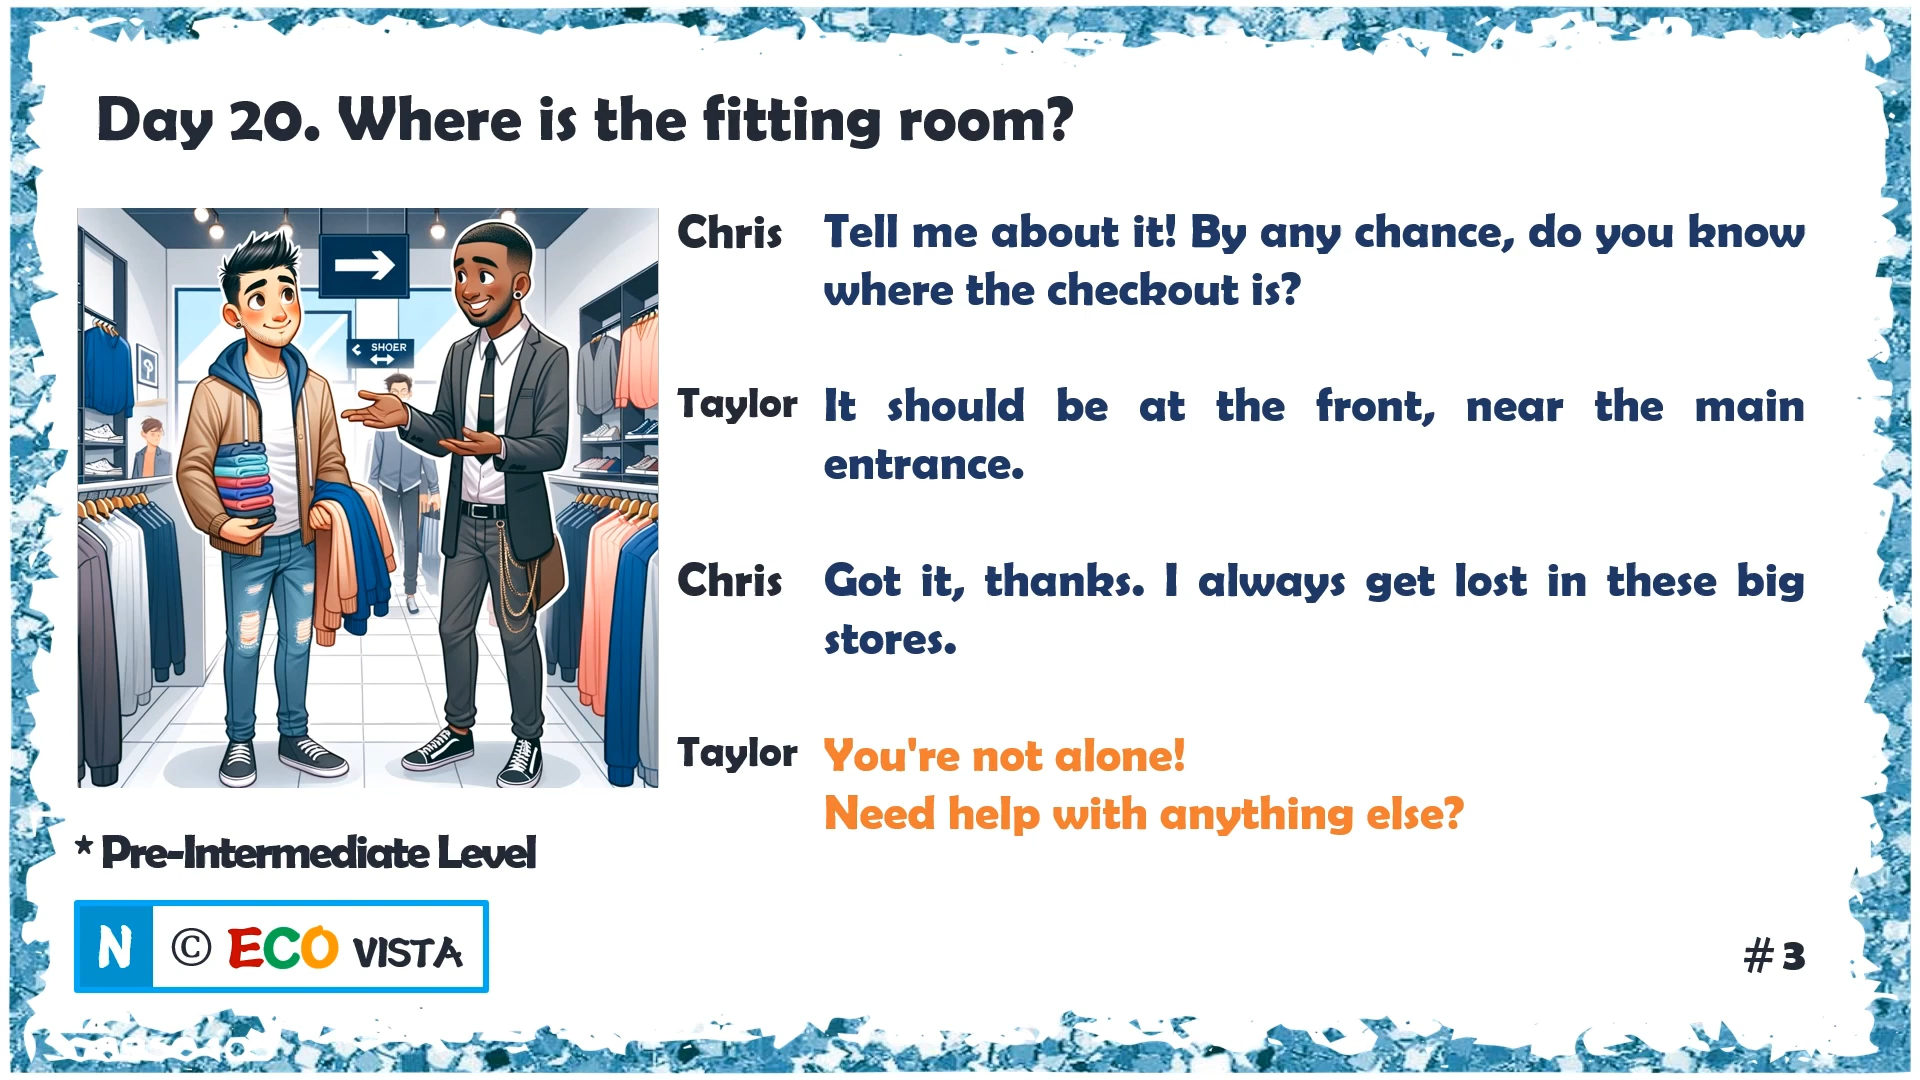 Day 20. Where is the fitting room?
Chris Tell me about it! By any chance, do you know
where the checkout is?
Taylor It should be at the front, near the main
entrance.
Chris Got it, thanks. I always get lost in these big
stores.
Taylor You're not alone!
Need help with anything else?
SHOER
* Pre-Intermediate Level
N © ECO VISTA
# 3